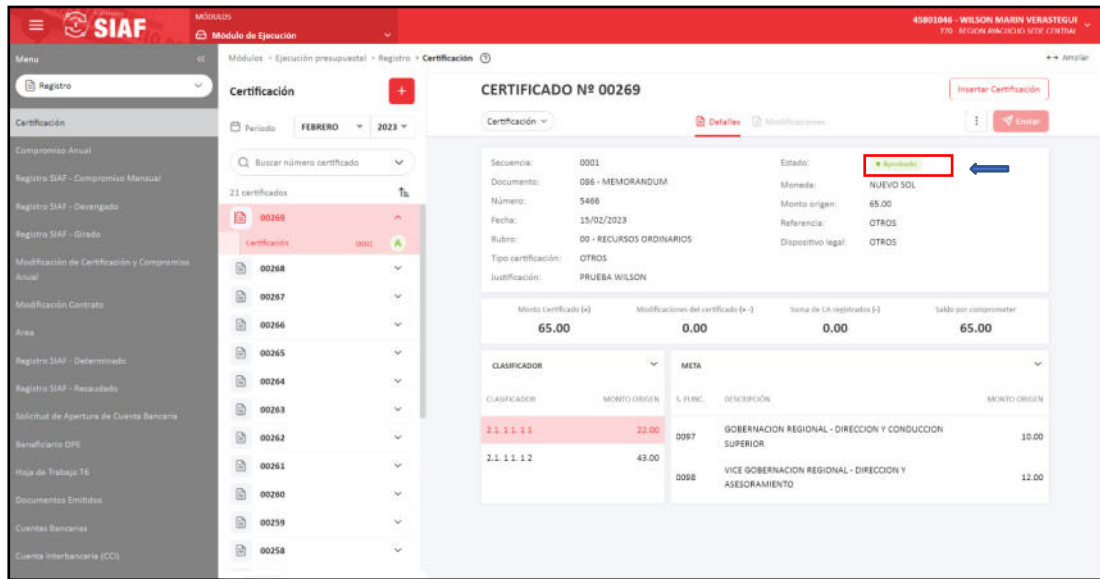 SIAF
MÓDULOS
Módulo de Ejecución
45801046 - WILSON MARIN VERASTEGUI
770 - REGION AYACUCHO SEDE CENTRAL
Menu
Registro
Certificación
Compromiso Anual
Registro SIAF - Compromiso Mensual
Registro SIAF - Devengado
Registro SIAF - Girado
Modificación de Certificación y Compromiso
Anual
Modificación Contrato
Area
Registro SIAF - Determinado
Registro SIAF - Recaudado
Solicitud de Apertura de Cuenta Bancaria
Beneficiario OPE
Hoja de Trabajo T6
Documentos Emitidos
Cuentas Bancarias
Cuenta Interbancaria (CCI)
Módulos > Ejecución presupuestal > Registro > Certificación
Ampliar
Certificación
+
Periodo FEBRERO 2023
Buscar número certificado
21 certificados
00269
Certificación 0001 A
00268
00267
00266
00265
00264
00263
00262
00261
00260
00259
00258
CERTIFICADO Nº 00269
Insertar Certificación
Certificación
Detalles
Modificaciones
Enviar
Secuencia: 0001
Documento: 086 - MEMORANDUM
Número: 5466
Fecha: 15/02/2023
Rubro: 00 - RECURSOS ORDINARIOS
Tipo certificación: OTROS
Justificación: PRUEBA WILSON
Estado: Aprobado
Moneda: NUEVO SOL
Monto origen: 65.00
Referencia: OTROS
Dispositivo legal: OTROS
Monto Certificado (+) Modificaciones del certificado (+ -) Suma de CA registrados (-) Saldo por comprometer
65.00 0.00 0.00 65.00
CLASIFICADOR
CLASIFICADOR MONTO ORIGEN
2.1. 1 1. 1 1 22.00
2.1. 1 1. 1 2 43.00
META
S. FUNC. DESCRIPCIÓN MONTO ORIGEN
0097 GOBERNACION REGIONAL - DIRECCION Y CONDUCCION
SUPERIOR 10.00
0098 VICE GOBERNACION REGIONAL - DIRECCION Y
ASESORAMIENTO 12.00